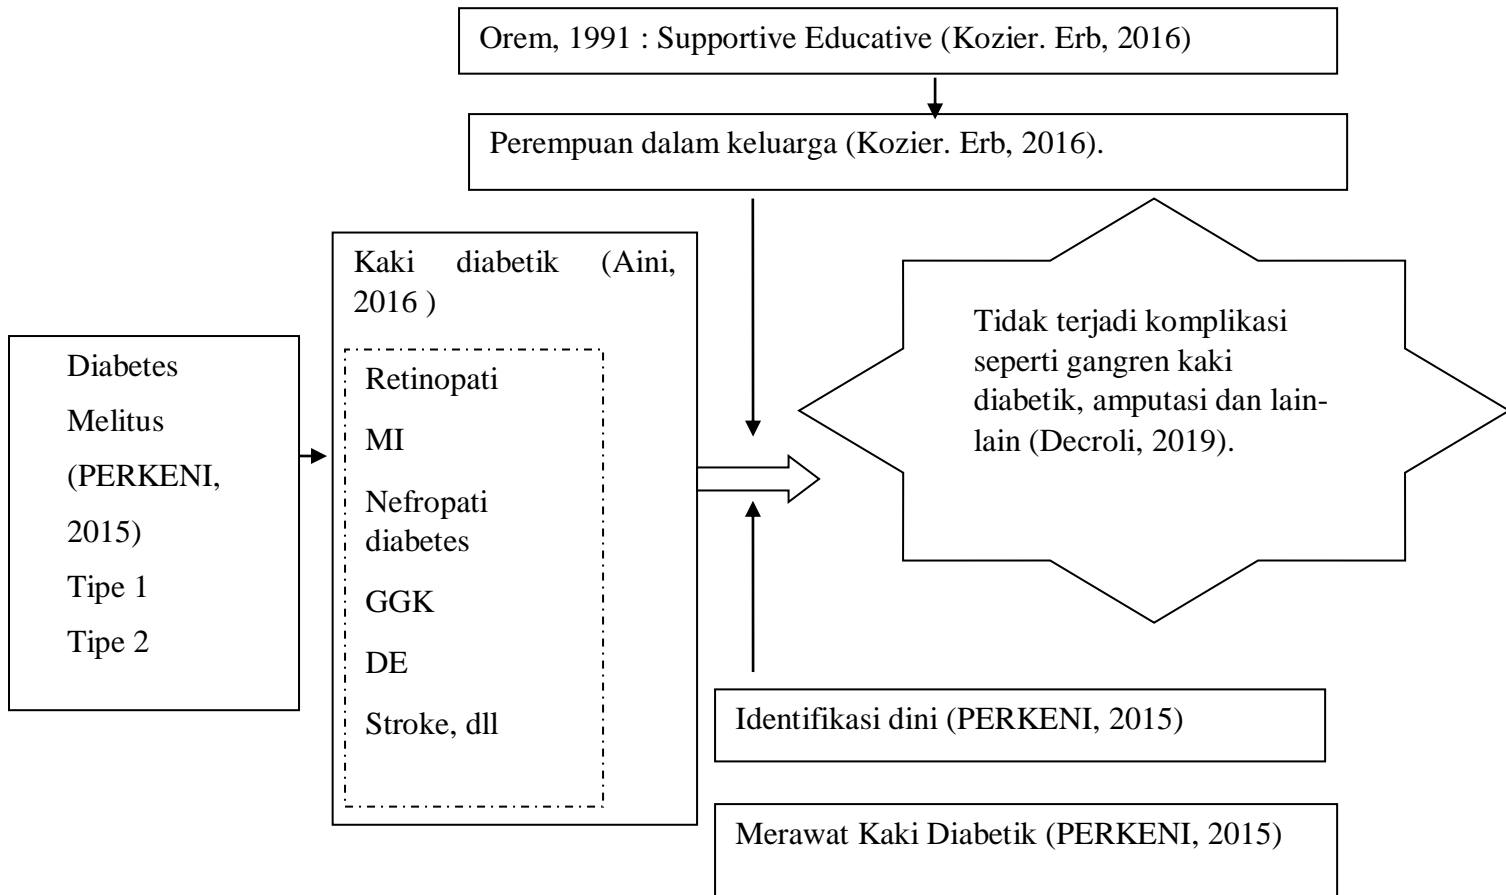 Orem, 1991 : Supportive Educative (Kozier. Erb, 2016)
Perempuan dalam keluarga (Kozier. Erb, 2016).
Diabetes
Melitus
(PERKENI,
2015)
Tipe 1
Tipe 2
Kaki diabetik (Aini,
2016 )
Retinopati
MI
Nefropati
diabetes
GGK
DE
Stroke, dll
Tidak terjadi komplikasi
seperti gangren kaki
diabetik, amputasi dan lain-
lain (Decroli, 2019).
Identifikasi dini (PERKENI, 2015)
Merawat Kaki Diabetik (PERKENI, 2015)